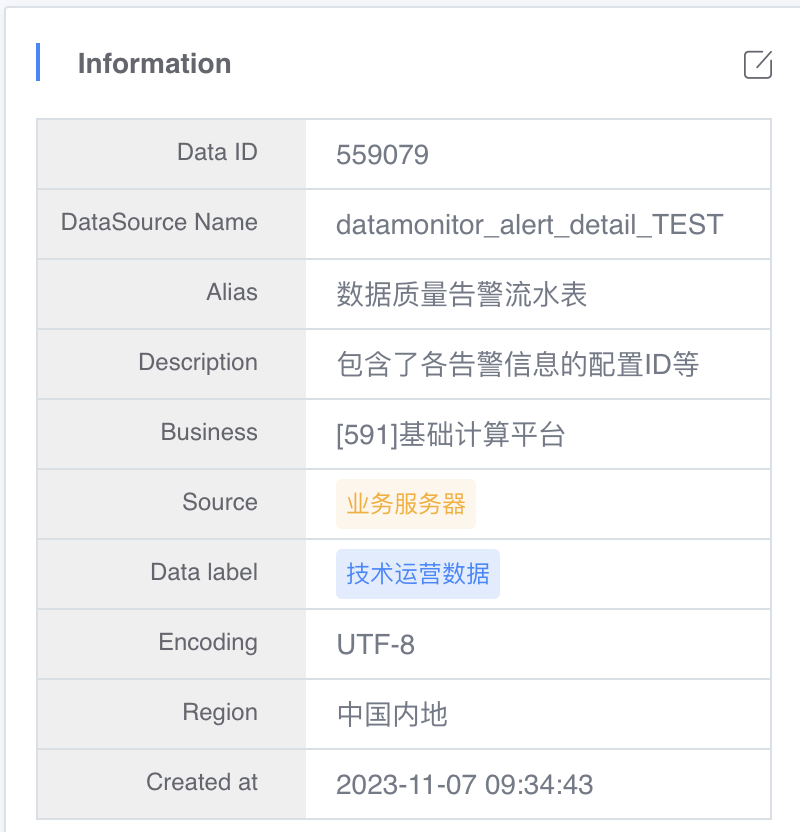 Information
Data ID 559079
DataSource Name datamonitor_alert_detail_TEST
Alias 数据质量告警流水表
Description 包含了各告警信息的配置ID等
Business [591]基础计算平台
Source 业务服务器
Data label 技术运营数据
Encoding UTF-8
Region 中国内地
Created at 2023-11-07 09:34:43